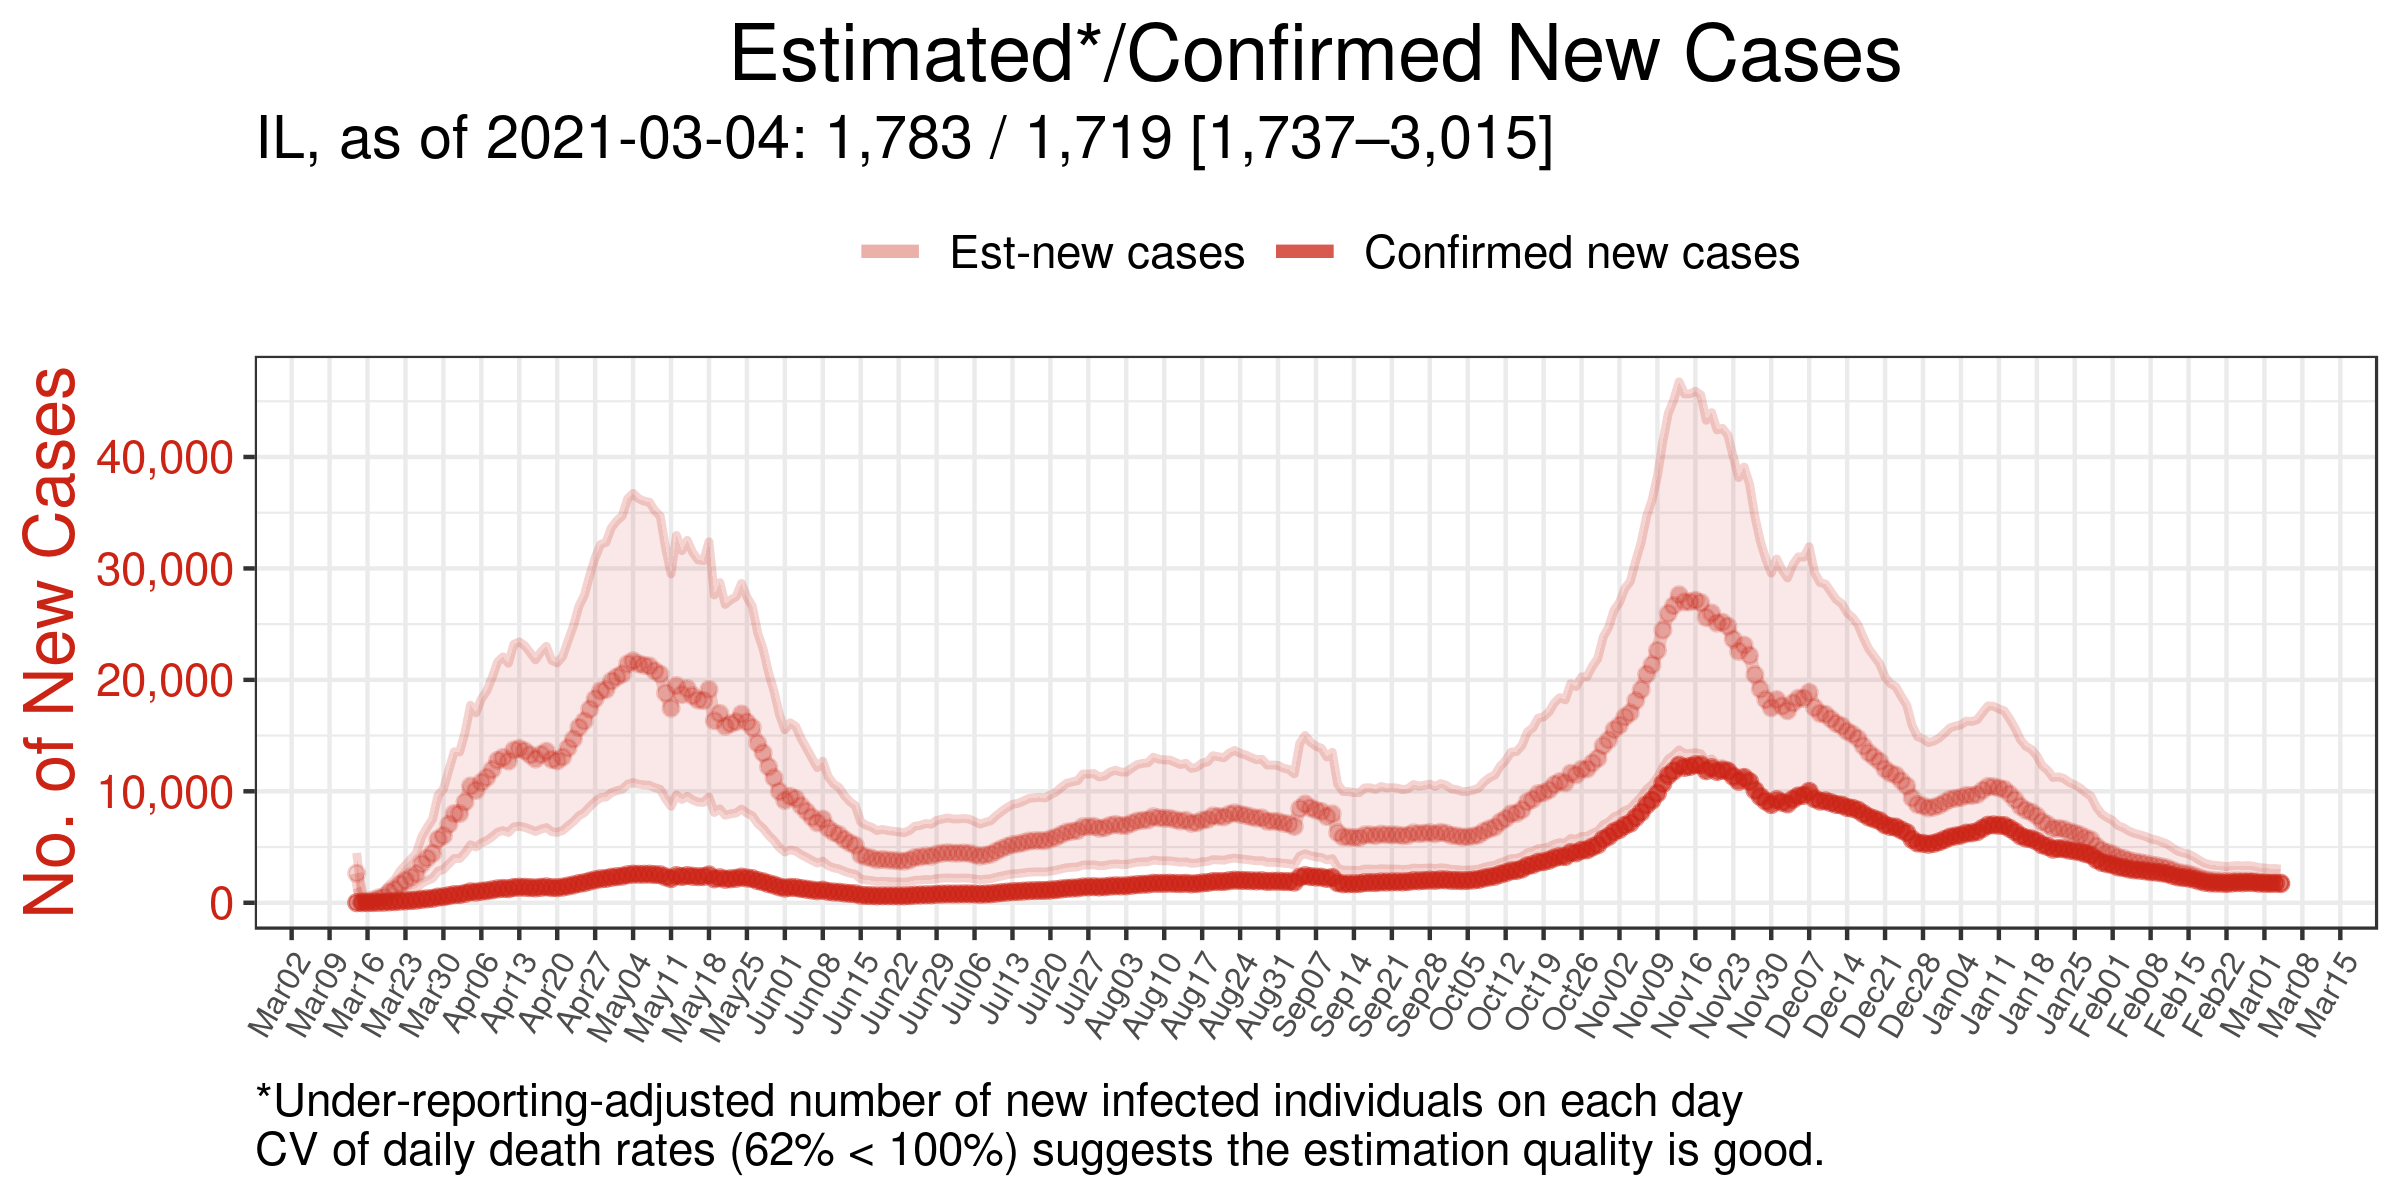 Estimated*/Confirmed New Cases
IL, as of 2021-03-04: 1,783 / 1,719 [1,737–3,015]
Est-new cases Confirmed new cases
No. of New Cases
40,000
30,000
20,000
10,000
0
Mar02 Mar09 Mar16 Mar23 Mar30 Apr06 Apr13 Apr20 Apr27 May04 May11 May18 May25 Jun01 Jun08 Jun15 Jun22 Jun29 Jul06 Jul13 Jul20 Jul27 Aug03 Aug10 Aug17 Aug24 Aug31 Sep07 Sep14 Sep21 Sep28 Oct05 Oct12 Oct19 Oct26 Nov02 Nov09 Nov16 Nov23 Nov30 Dec07 Dec14 Dec21 Dec28 Jan04 Jan11 Jan18 Jan25 Feb01 Feb08 Feb15 Feb22 Mar01 Mar08 Mar15
*Under-reporting-adjusted number of new infected individuals on each day
CV of daily death rates (62% < 100%) suggests the estimation quality is good.